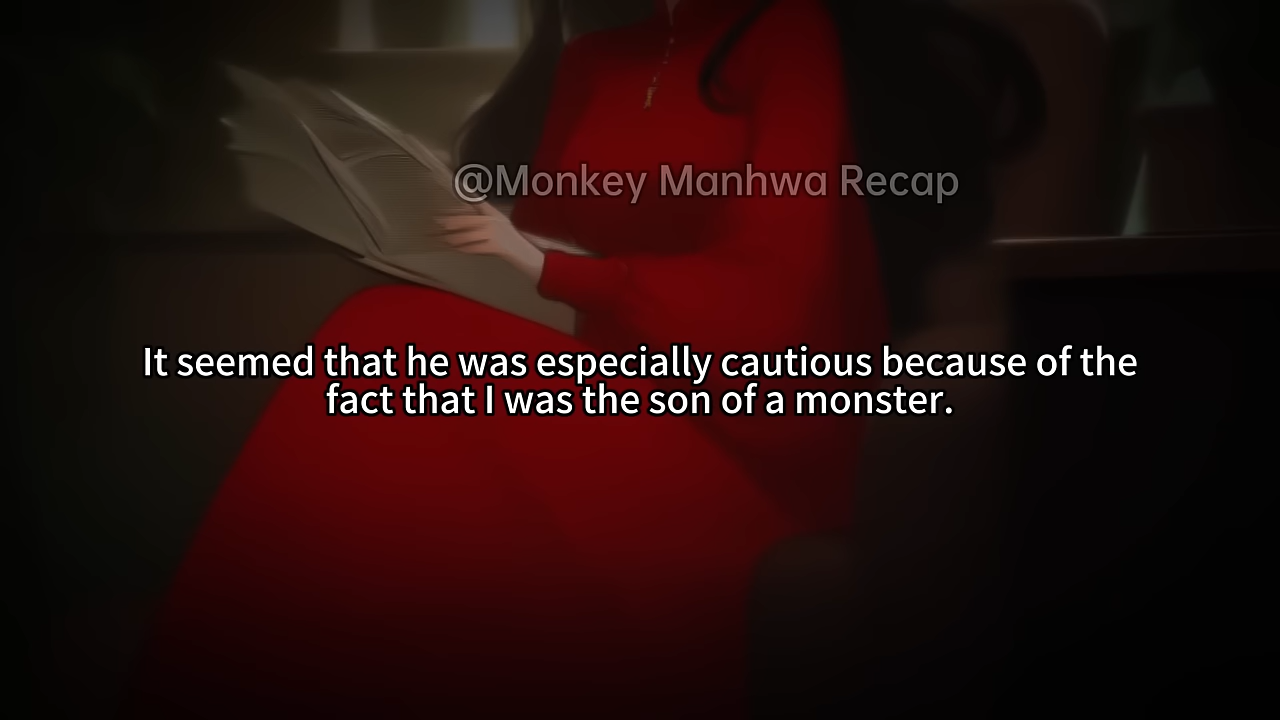 @Monkey Manhwa Recap
It seemed that he was especially cautious because of the
fact that I was the son of a monster.